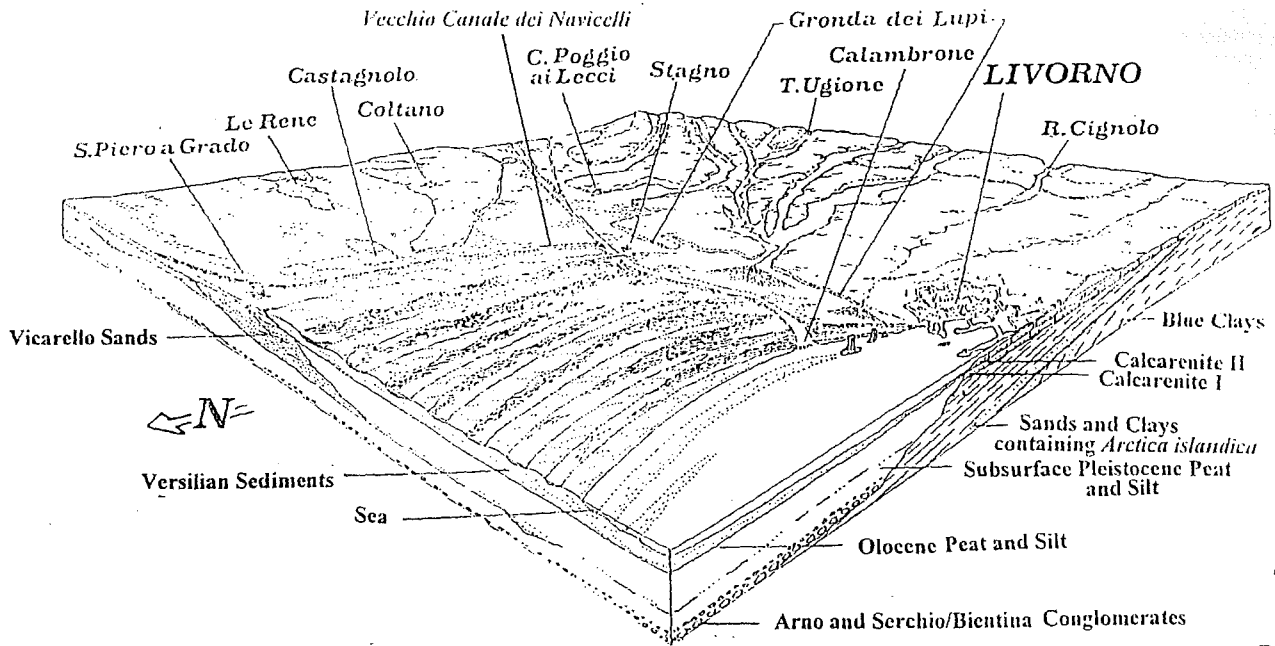 Vecchio Canale dei Navicelli
Gronda dei Lupi
Castagnolo
C. Poggio
ai Lecci
Stagno
Calambrone
LIVORNO
Le Rene
Coltano
T. Ugione
R. Cignolo
S. Piero a Grado
Vicarello Sands
Blue Clays
Calcarenite II
Calcarenite I
N
Sands and Clays
containing Arctica islandica
Versilian Sediments
Subsurface Pleistocene Peat
and Silt
Sea
Olocene Peat and Silt
Arno and Serchio/Bientina Conglomerates